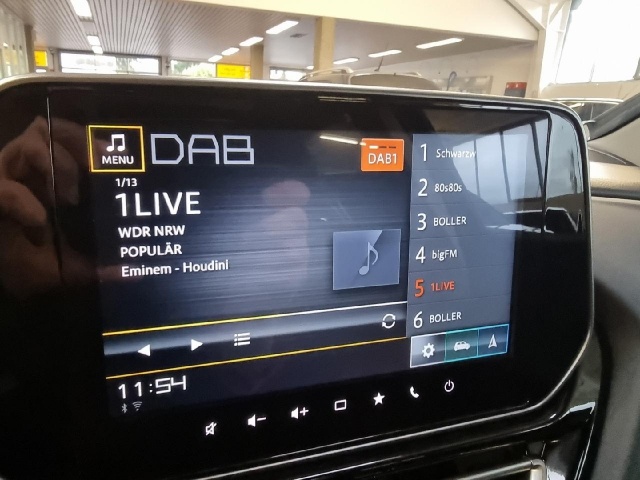 MENU
DAB
DAB1
1/13
1LIVE
WDR NRW
POPULÄR
Eminem - Houdini
1 Schwarzw
2 80s80s
3 BOLLER
4 bigFM
5 1LIVE
6 BOLLER
11:54